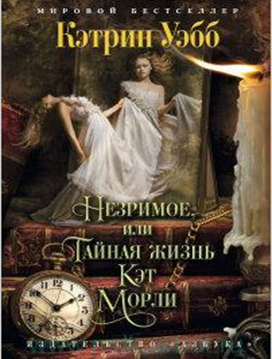 МИРОВОЙ БЕСТСЕЛЛЕР
Кэтрин Уэбб
Незримое,
или
Тайная жизнь
Кэт
Морли
ИЗДАТЕЛЬСТВО «АЗБУКА»